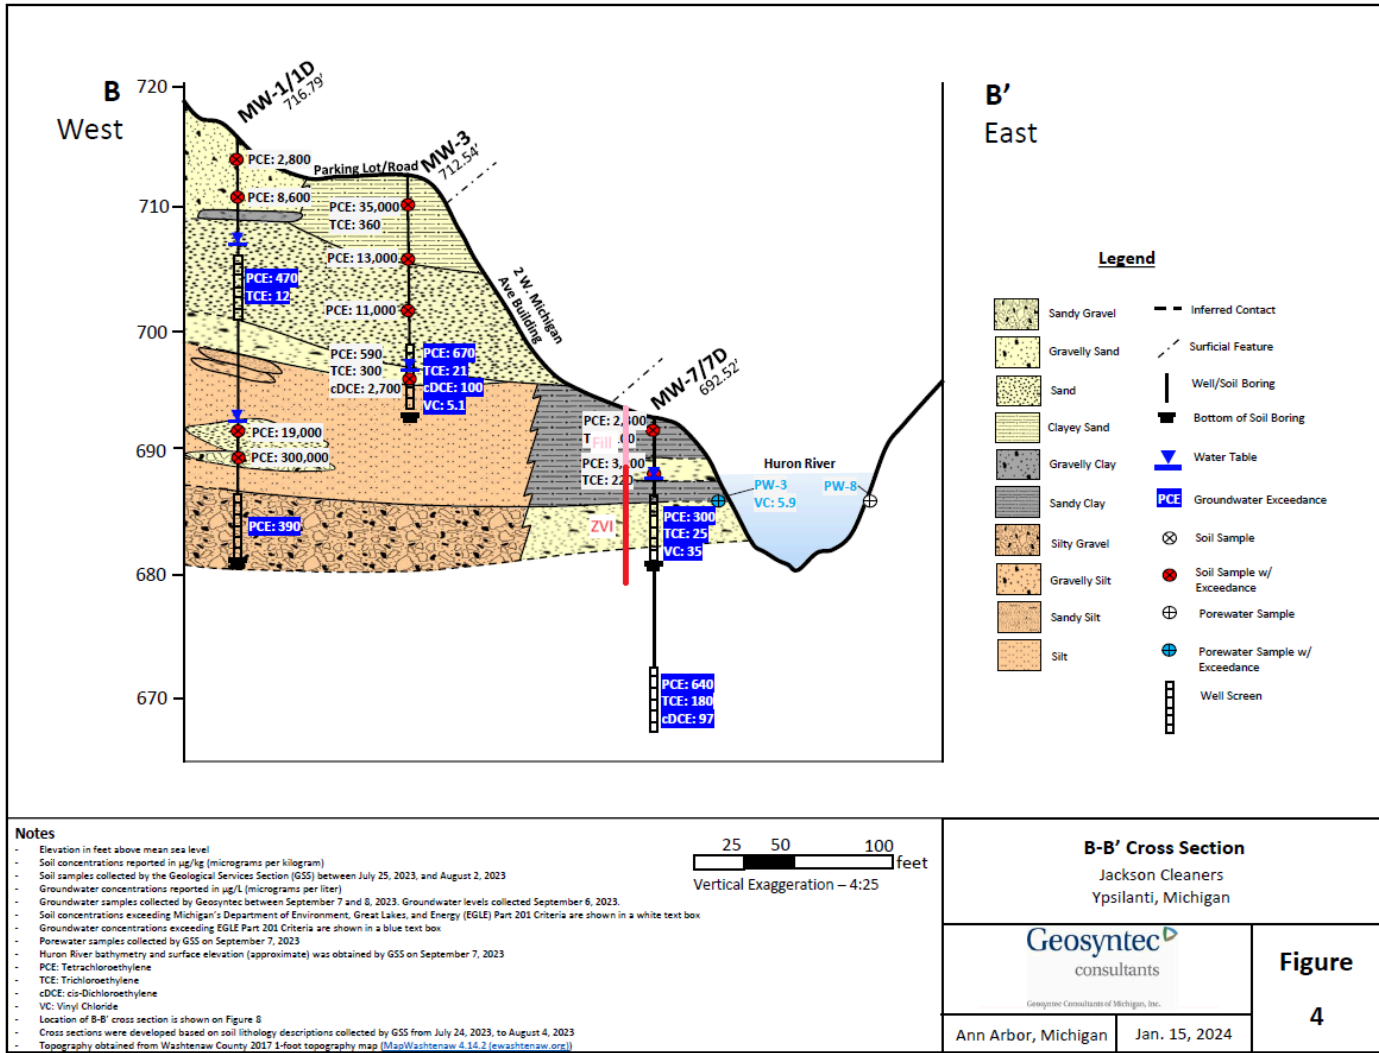 B
West
720
710
700
690
680
670
MW-1/1D
716.79'
PCE: 2,800
PCE: 8,600
PCE: 470
TCE: 12
PCE: 19,000
PCE: 300,000
PCE: 390
Parking Lot/Road
MW-3
712.54'
PCE: 35,000
TCE: 360
PCE: 13,000
PCE: 11,000
PCE: 590
TCE: 300
cDCE: 2,700
PCE: 670
TCE: 21
cDCE: 100
VC: 5.1
2 W. Michigan
Ave Building
MW-7/7D
692.52'
Fill
TCE: 220
ZVI
PCE: 300
TCE: 25
VC: 35
PCE: 640
TCE: 180
cDCE: 97
Huron River
PW-3
VC: 5.9
PW-8
B'
East
Legend
Sandy Gravel
Gravelly Sand
Sand
Clayey Sand
Gravelly Clay
Sandy Clay
Silty Gravel
Gravelly Silt
Sandy Silt
Silt
Inferred Contact
Surficial Feature
Well/Soil Boring
Bottom of Soil Boring
Water Table
PCE Groundwater Exceedance
Soil Sample
Soil Sample w/
Exceedance
Porewater Sample
Porewater Sample w/
Exceedance
Well Screen
Notes
- Elevation in feet above mean sea level
- Soil concentrations reported in µg/kg (micrograms per kilogram)
- Soil samples collected by the Geological Services Section (GSS) between July 25, 2023, and August 2, 2023
- Groundwater concentrations reported in µg/L (micrograms per liter)
- Groundwater samples collected by Geosyntec between September 7 and 8, 2023. Groundwater levels collected September 6, 2023.
- Soil concentrations exceeding Michigan's Department of Environment, Great Lakes, and Energy (EGLE) Part 201 Criteria are shown in a white text box
- Groundwater concentrations exceeding EGLE Part 201 Criteria are shown in a blue text box
- Porewater samples collected by GSS on September 7, 2023
- Huron River bathymetry and surface elevation (approximate) was obtained by GSS on September 7, 2023
- PCE: Tetrachloroethylene
- TCE: Trichloroethylene
- cDCE: cis-Dichloroethylene
- VC: Vinyl Chloride
- Location of B-B' cross section is shown on Figure 8
- Cross sections were developed based on soil lithology descriptions collected by GSS from July 24, 2023, to August 4, 2023
- Topography obtained from Washtenaw County 2017 1-foot topography map (MapWashtenaw 4.14.2 (ewashtenaw.org))
25 50 100
feet
Vertical Exaggeration – 4:25
B-B' Cross Section
Jackson Cleaners
Ypsilanti, Michigan
Geosyntec
consultants
Geosyntec Consultants of Michigan, Inc.
Ann Arbor, Michigan
Jan. 15, 2024
Figure
4